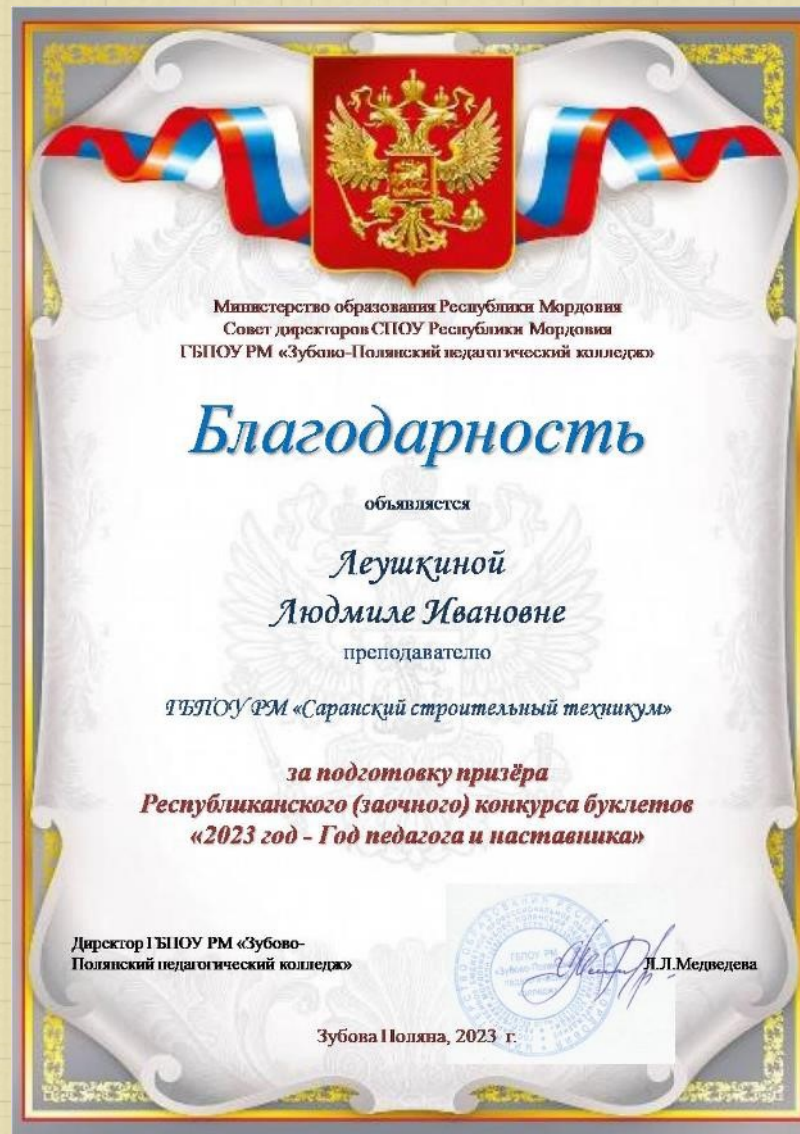 Министерство образования Республики Мордовия
Совет директоров СПОУ Республики Мордовия
ГБПОУ РМ «Зубово-Полянский педагогический колледж»
Благодарность
объявляется
Леушкиной
Людмиле Ивановне
преподавателю
ГБПОУ РМ «Саранский строительный техникум»
за подготовку призёра
Республиканского (заочного) конкурса буклетов
«2023 год - Год педагога и наставника»
Директор ГБПОУ РМ «Зубово-
Полянский педагогический колледж»
Л.Л.Медведева
ГБПОУ РМ
Зубова Поляна, 2023 г.